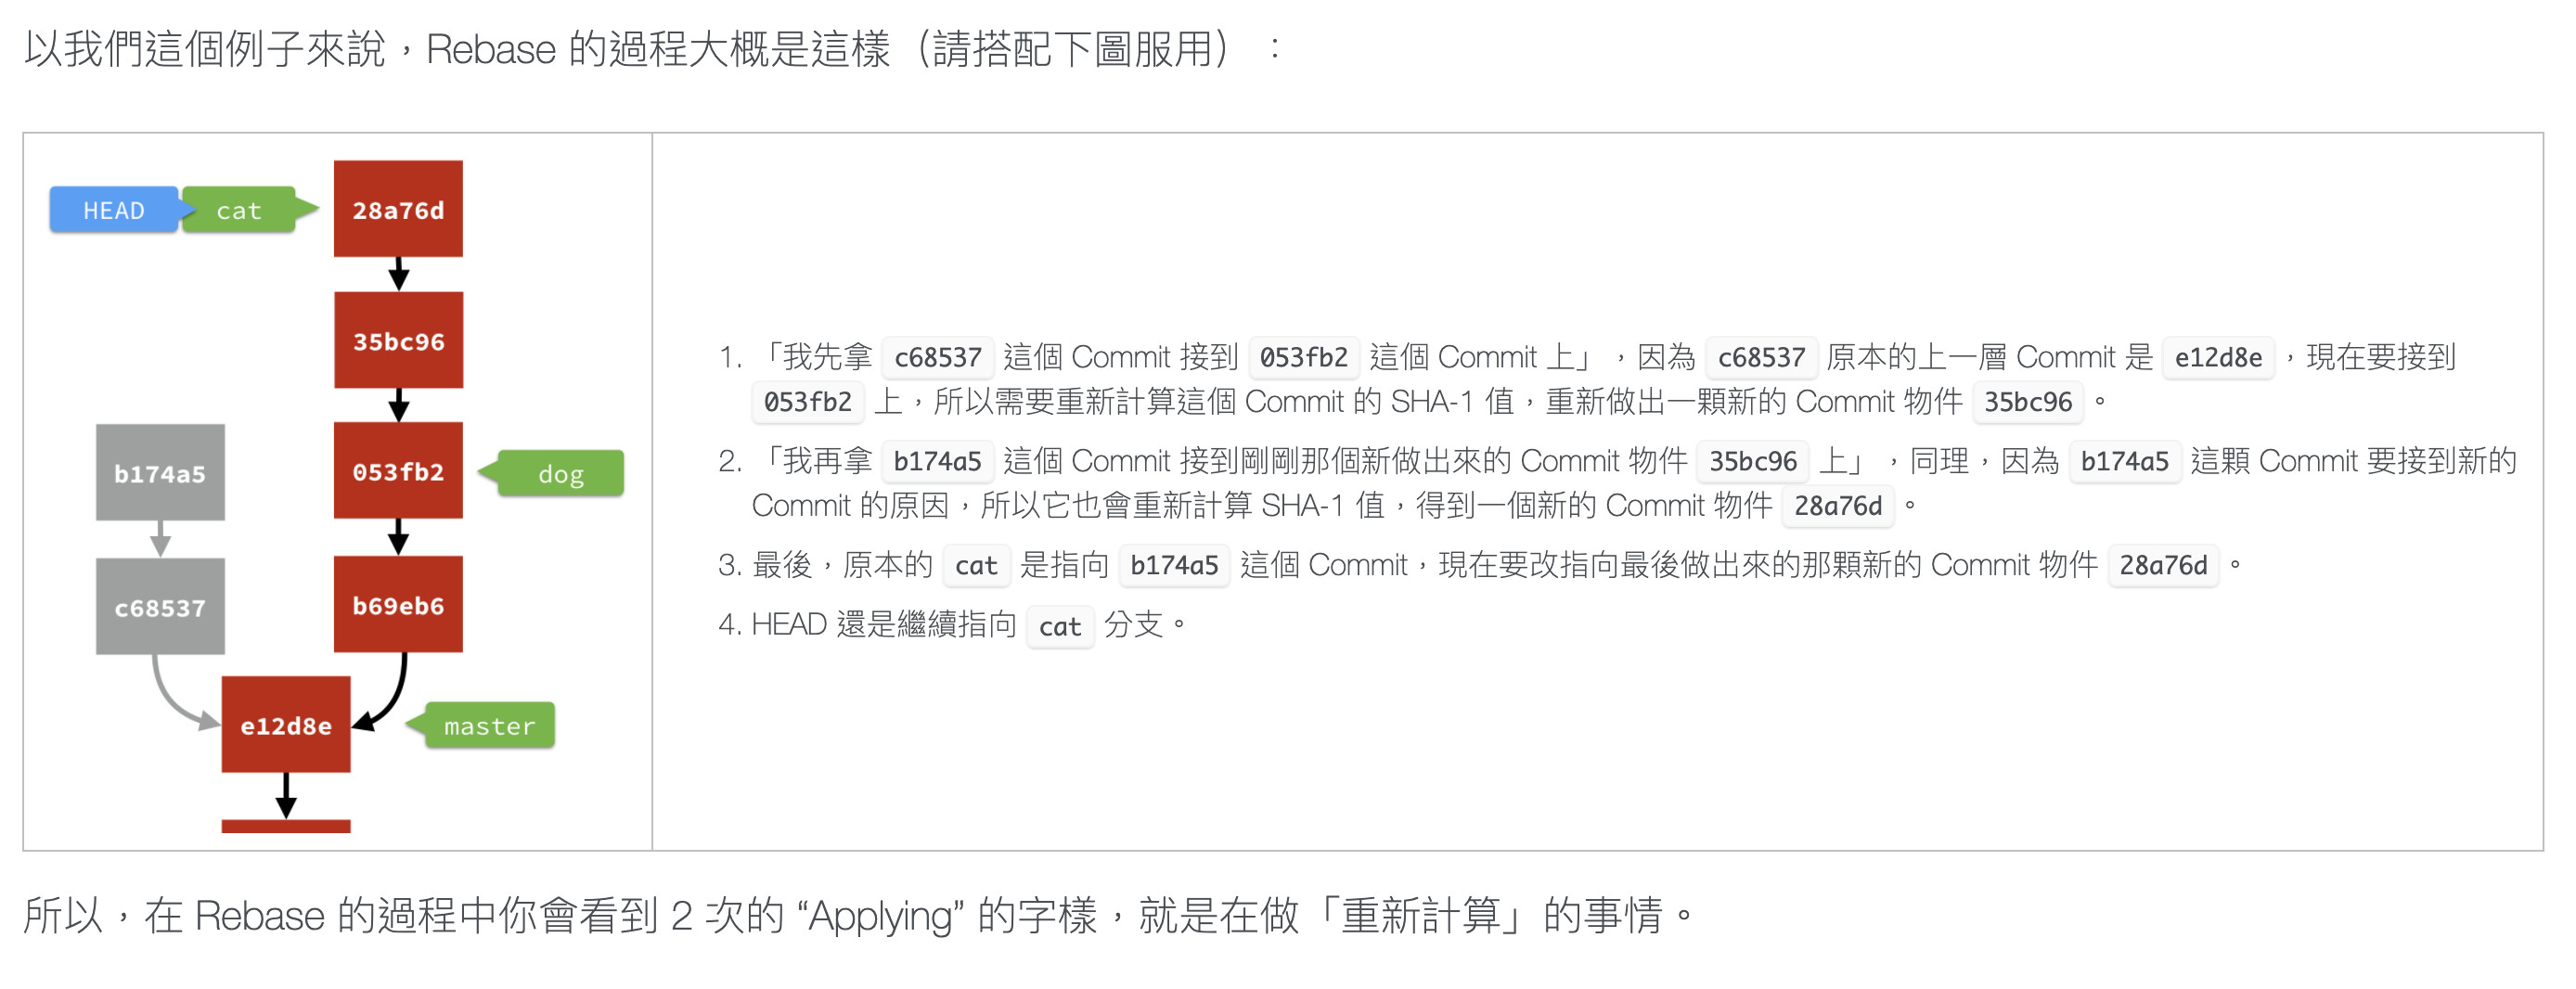 以我們這個例子來說，Rebase 的過程大概是這樣（請搭配下圖服用）：
HEAD cat 28a76d
35bc96
b174a5 053fb2 dog
c68537 b69eb6
e12d8e master
1. 「我先拿 c68537 這個 Commit 接到 053fb2 這個 Commit 上」，因為 c68537 原本的上一層 Commit 是 e12d8e，現在要接到
053fb2 上，所以需要重新計算這個 Commit 的 SHA-1 值，重新做出一顆新的 Commit 物件 35bc96。
2. 「我再拿 b174a5 這個 Commit 接到剛剛那個新做出來的 Commit 物件 35bc96 上」，同理，因為 b174a5 這顆 Commit 要接到新的
Commit 的原因，所以它也會重新計算 SHA-1 值，得到一個新的 Commit 物件 28a76d。
3. 最後，原本的 cat 是指向 b174a5 這個 Commit，現在要改指向最後做出來的那顆新的 Commit 物件 28a76d。
4. HEAD 還是繼續指向 cat 分支。
所以，在 Rebase 的過程中你會看到 2 次的 “Applying” 的字樣，就是在做「重新計算」的事情。